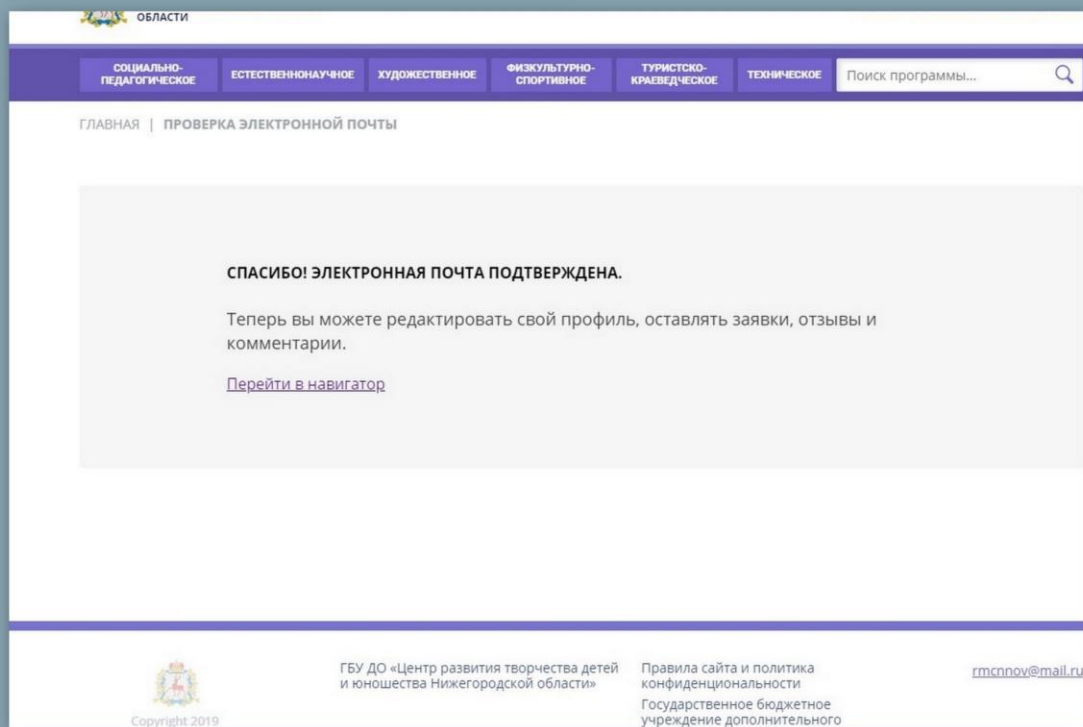 ОБЛАСТИ
СОЦИАЛЬНО-
ПЕДАГОГИЧЕСКОЕ
ЕСТЕСТВЕННОНАУЧНОЕ
ХУДОЖЕСТВЕННОЕ
ФИЗКУЛЬТУРНО-
СПОРТИВНОЕ
ТУРИСТСКО-
КРАЕВЕДЧЕСКОЕ
ТЕХНИЧЕСКОЕ
Поиск программы...
ГЛАВНАЯ | ПРОВЕРКА ЭЛЕКТРОННОЙ ПОЧТЫ
СПАСИБО! ЭЛЕКТРОННАЯ ПОЧТА ПОДТВЕРЖДЕНА.
Теперь вы можете редактировать свой профиль, оставлять заявки, отзывы и
комментарии.
Перейти в навигатор
Copyright 2019
ГБУ ДО «Центр развития творчества детей
и юношества Нижегородской области»
Правила сайта и политика
конфиденциональности
Государственное бюджетное
учреждение дополнительного
rmcnnov@mail.ru